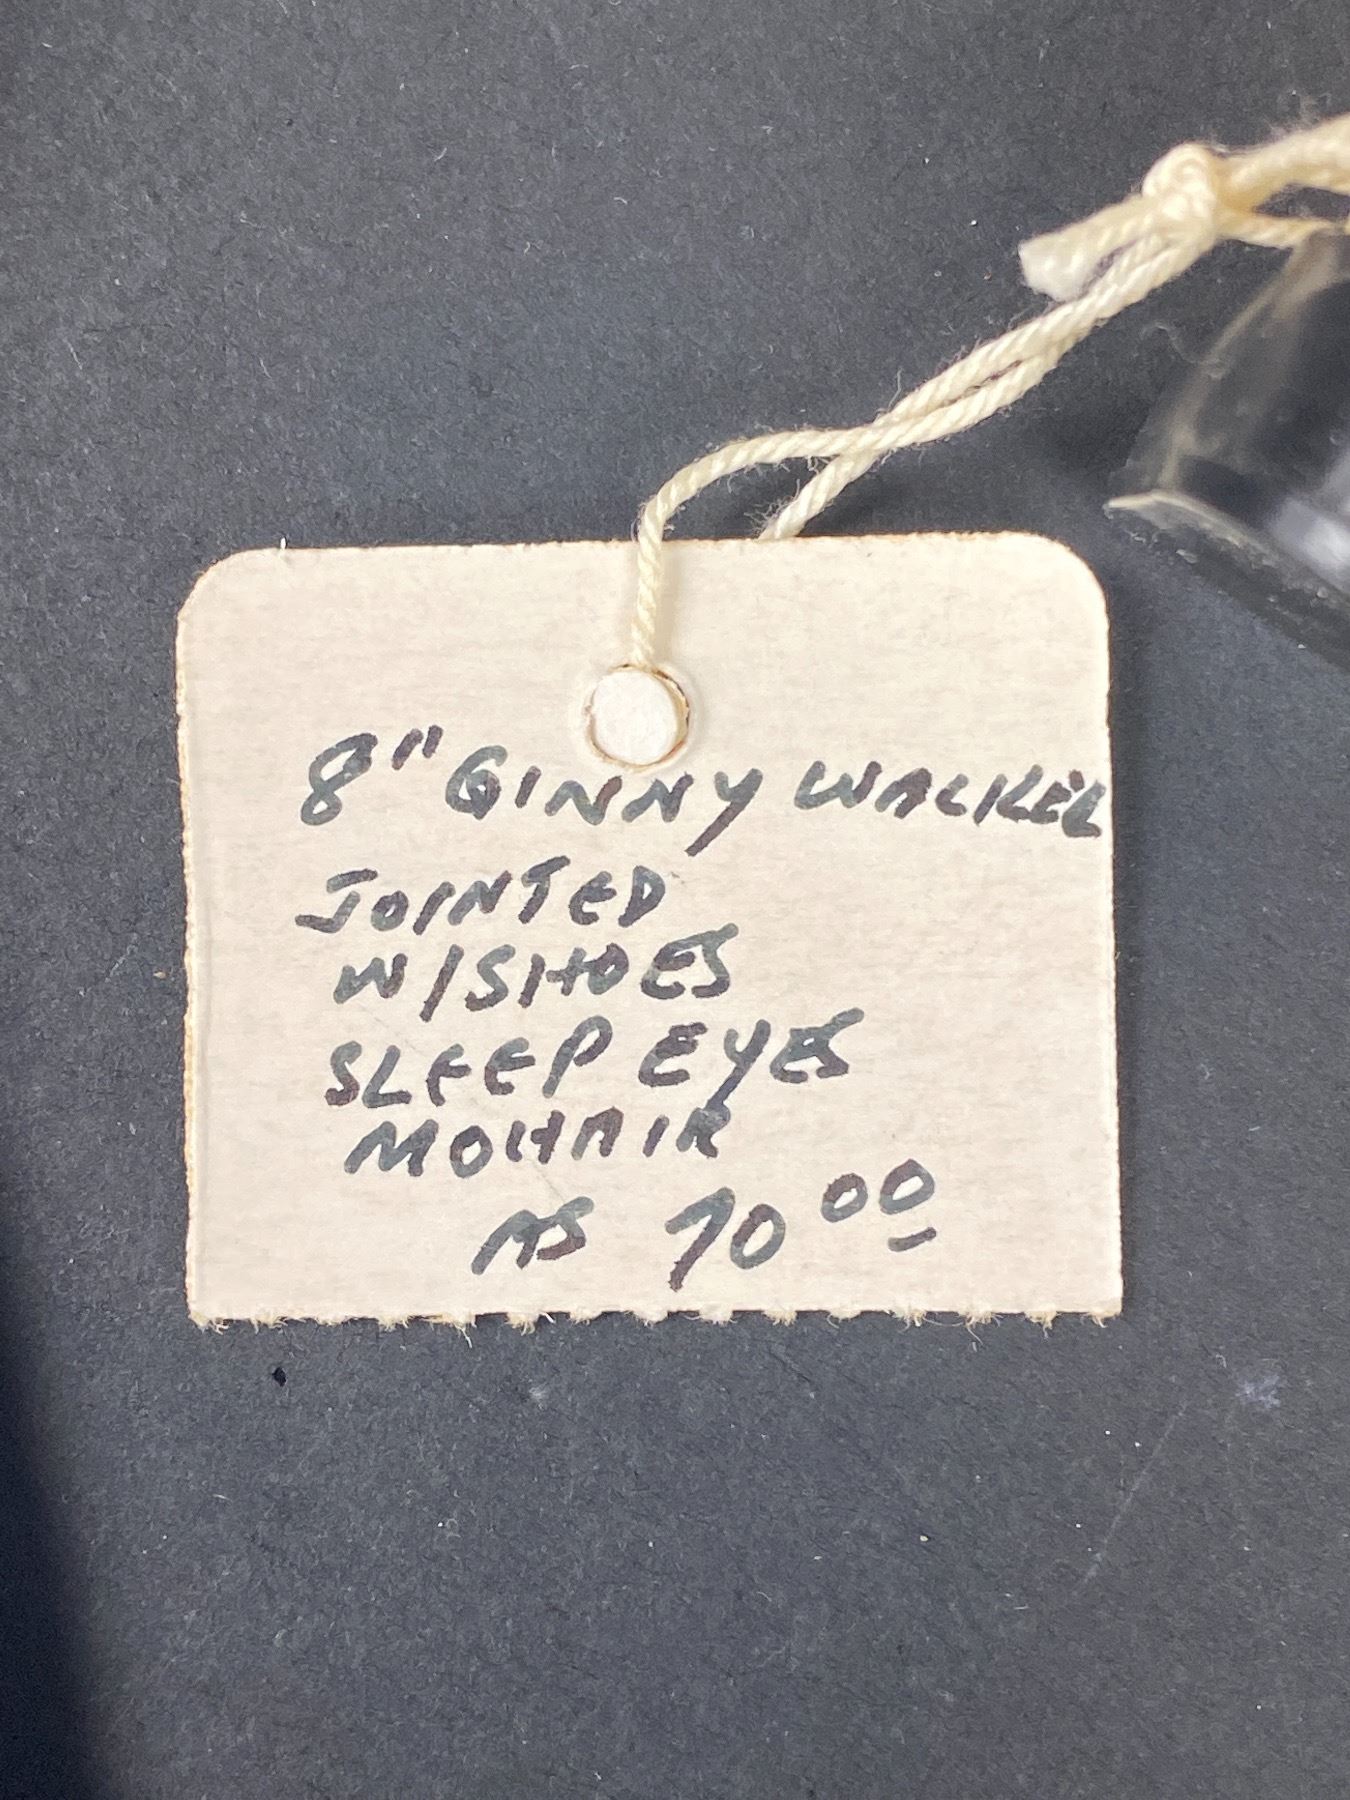 8" GINNY WALKER
JOINTED
W/SHOES
SLEEP EYES
MOHAIR
AS 70 00